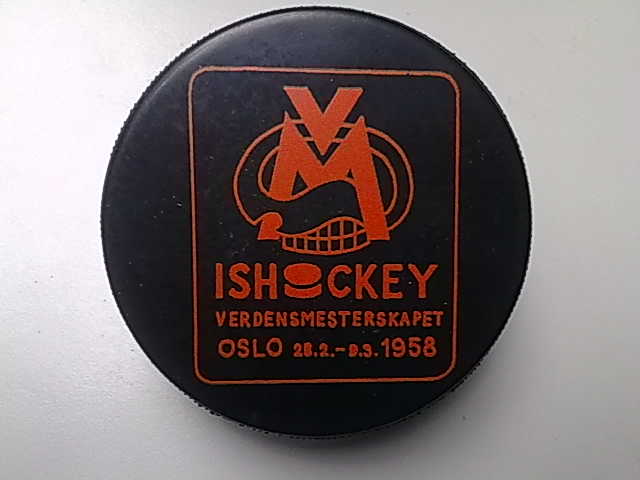 VM
ISHOCKEY
VERDENSMESTERSKAPET
OSLO 28.2.-9.3.1958